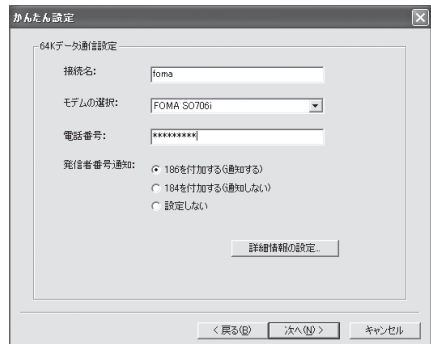 かんたん設定
64Kデータ通信設定
接続名: foma
モデムの選択: FOMA SO706i
電話番号: *********
発信者番号通知: 186を付加する(通知する)
184を付加する(通知しない)
設定しない
詳細情報の設定...
< 戻る(B) 次へ(N) > キャンセル